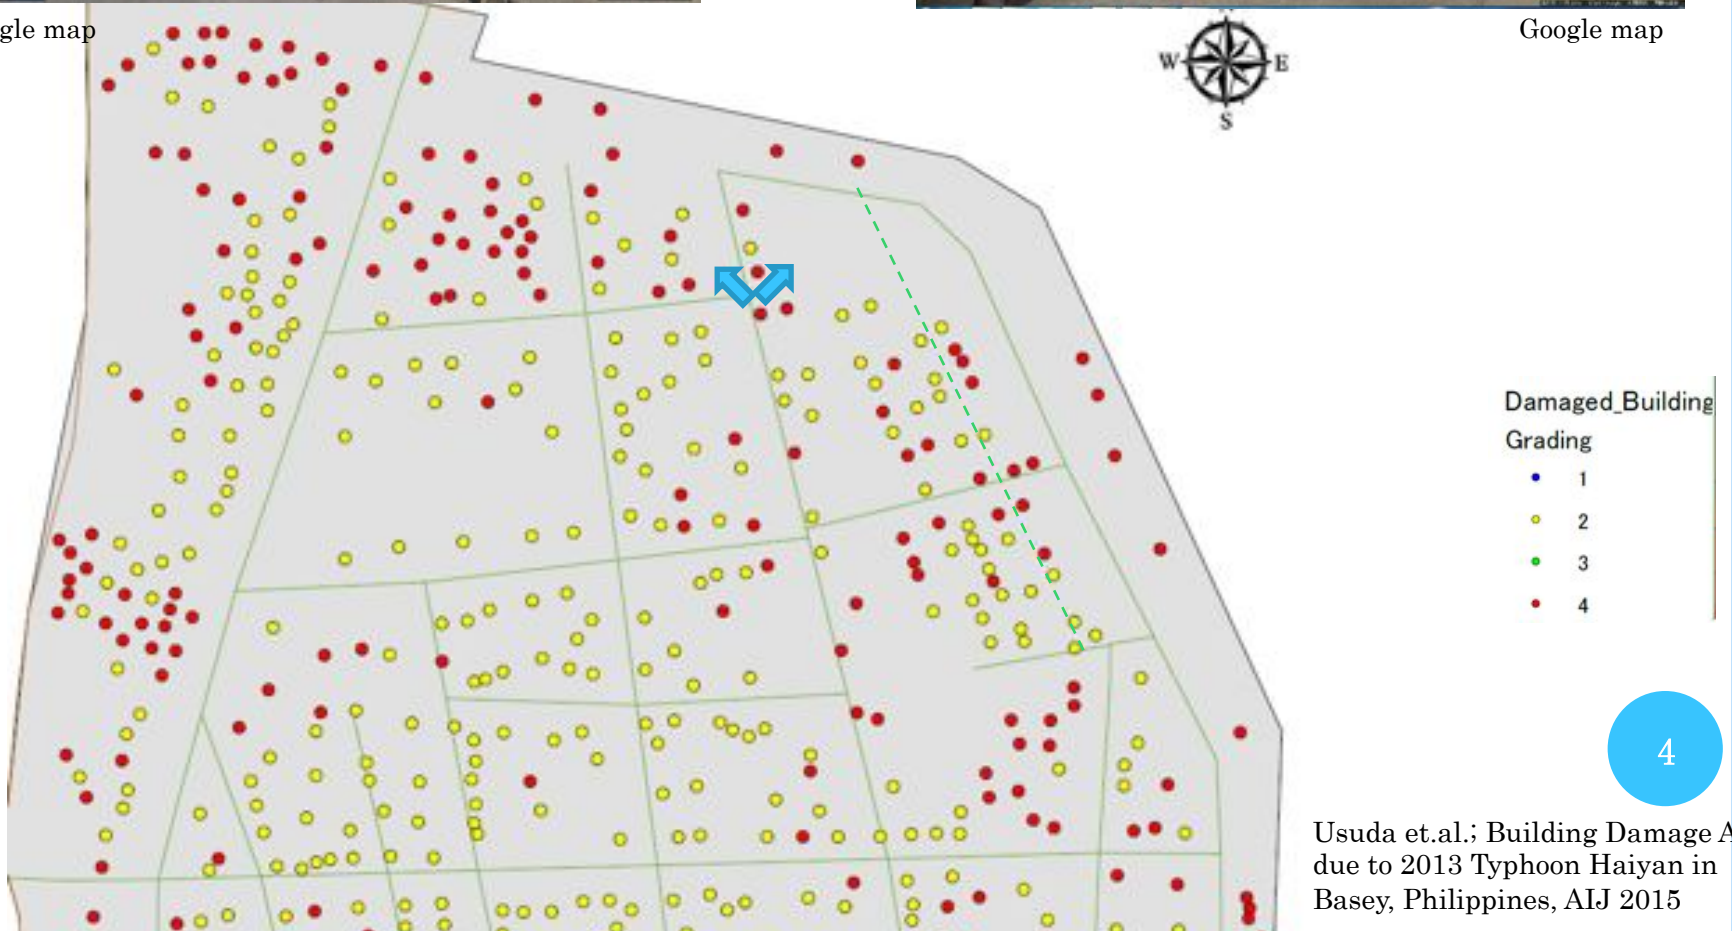 gle map
Google map
W
E
S
Damaged_Building
Grading
1
2
3
4
4
Usuda et.al.; Building Damage A
due to 2013 Typhoon Haiyan in
Basey, Philippines, AIJ 2015